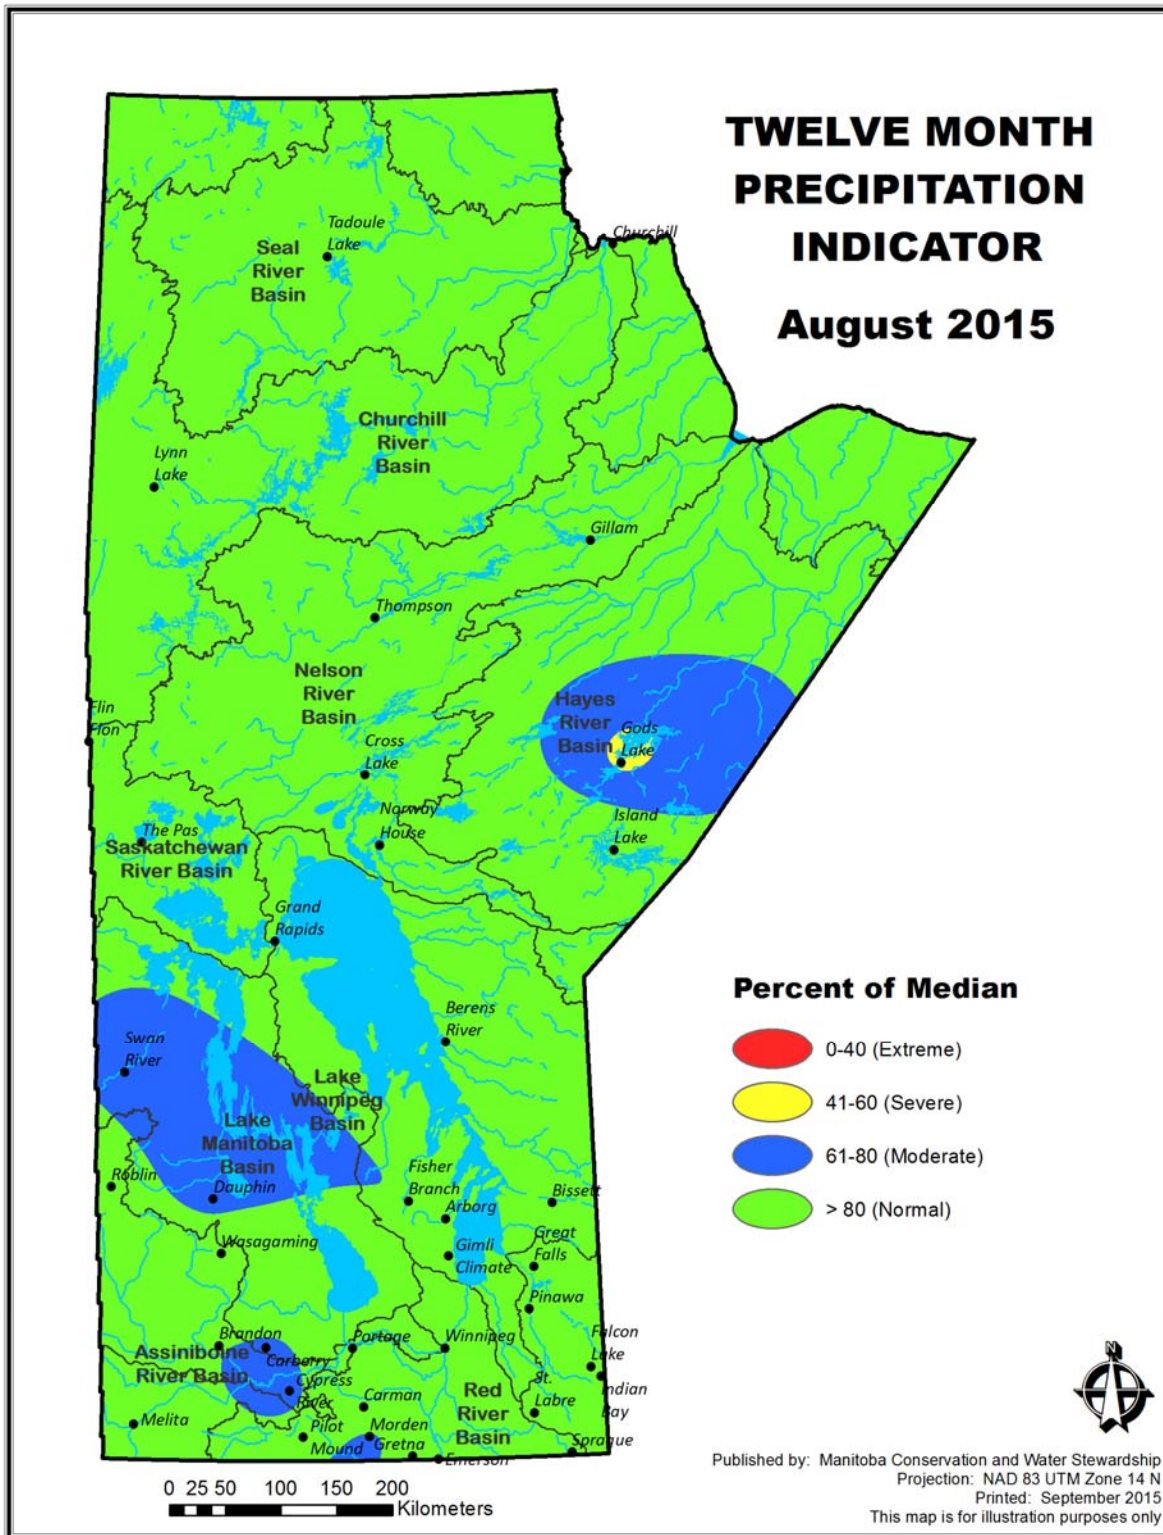 TWELVE MONTH
PRECIPITATION
INDICATOR
August 2015
Tadoule
Lake
Seal
River
Basin
Churchill
Churchill
River
Basin
Lynn
Lake
Gillam
Thompson
Nelson
River
Basin
Hayes
River
Basin
Gods
Lake
Flin
Flon
Cross
Lake
Norway
House
Island
Lake
The Pas
Saskatchewan
River Basin
Grand
Rapids
Percent of Median
0-40 (Extreme)
41-60 (Severe)
61-80 (Moderate)
> 80 (Normal)
Berens
River
Swan
River
Lake
Winnipeg
Basin
Lake
Manitoba
Basin
Roblin
Dauphin
Fisher
Branch
Arborg
Bissett
Great
Falls
Gimli
Climate
Wasagaming
Pinawa
Brandon
Carberry
Portage
Winnipeg
Falcon
Lake
Assiniboine
River Basin
Cypress
River
Carman
Red
River
Basin
St.
Labre
Indian
Bay
Melita
Pilot
Mound
Morden
Gretna
Emerson
Sprague
N
0 25 50 100 150 200
Kilometers
Published by: Manitoba Conservation and Water Stewardship
Projection: NAD 83 UTM Zone 14 N
Printed: September 2015
This map is for illustration purposes only